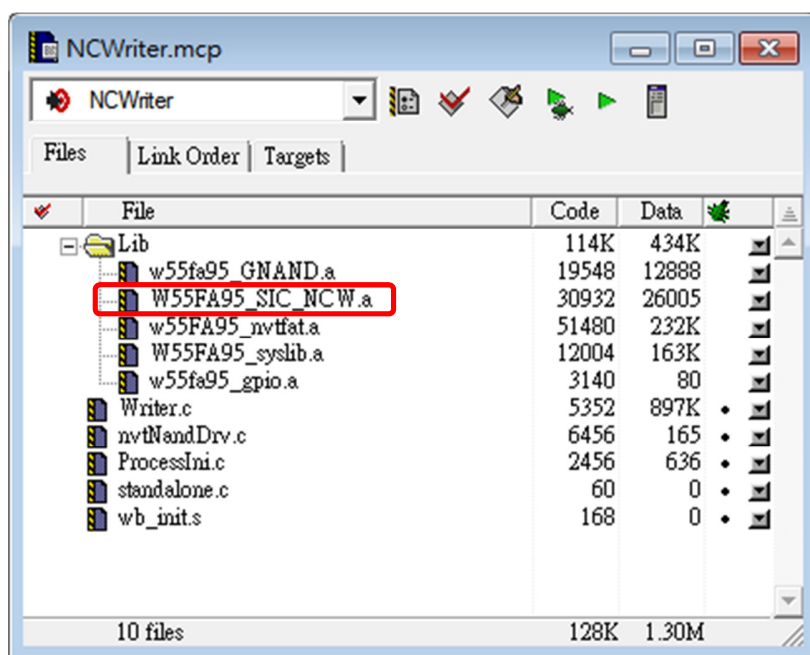 NCWriter.mcp
NCWriter
Files Link Order Targets
File Code Data
Lib 114K 434K
w55fa95_GNAND.a 19548 12888
W55FA95_SIC_NCW.a 30932 26005
w55FA95_nvtfat.a 51480 232K
W55FA95_syslib.a 12004 163K
w55fa95_gpio.a 3140 80
Writer.c 5352 897K
nvtNandDrv.c 6456 165
ProcessIni.c 2456 636
standalone.c 60 0
wb_init.s 168 0
10 files 128K 1.30M